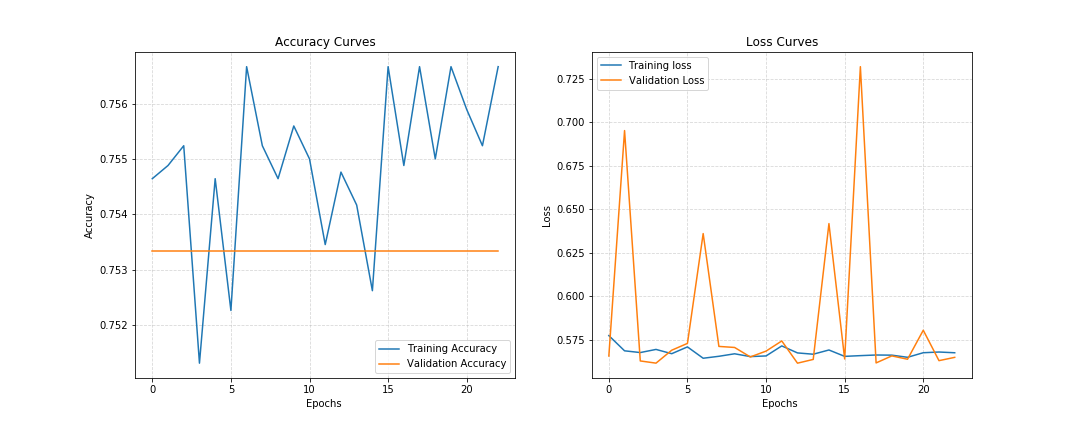 Accuracy Curves
Accuracy
0.756
0.755
0.754
0.753
0.752
Training Accuracy
Validation Accuracy
0
5
10
15
20
Epochs
Loss Curves
Training loss
Validation Loss
Loss
0.725
0.700
0.675
0.650
0.625
0.600
0.575
0
5
10
15
20
Epochs